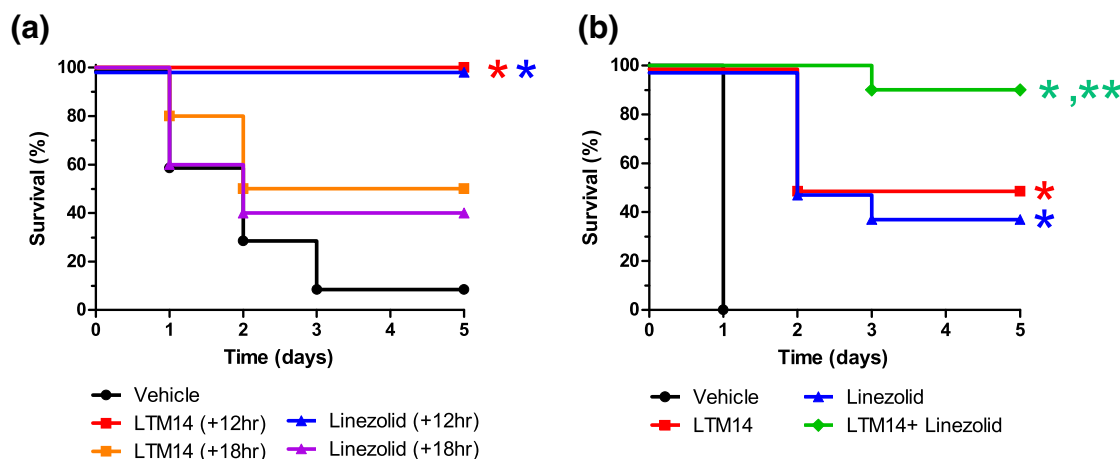 (a)
(b)
Survival (%)
100
80
60
40
20
0
0 1 2 3 4 5
Time (days)
* *
Vehicle
LTM14 (+12hr)
LTM14 (+18hr)
Linezolid (+12hr)
Linezolid (+18hr)
Survival (%)
100
80
60
40
20
0
0 1 2 3 4 5
Time (days)
* ,**
*
*
Vehicle
LTM14
Linezolid
LTM14+ Linezolid